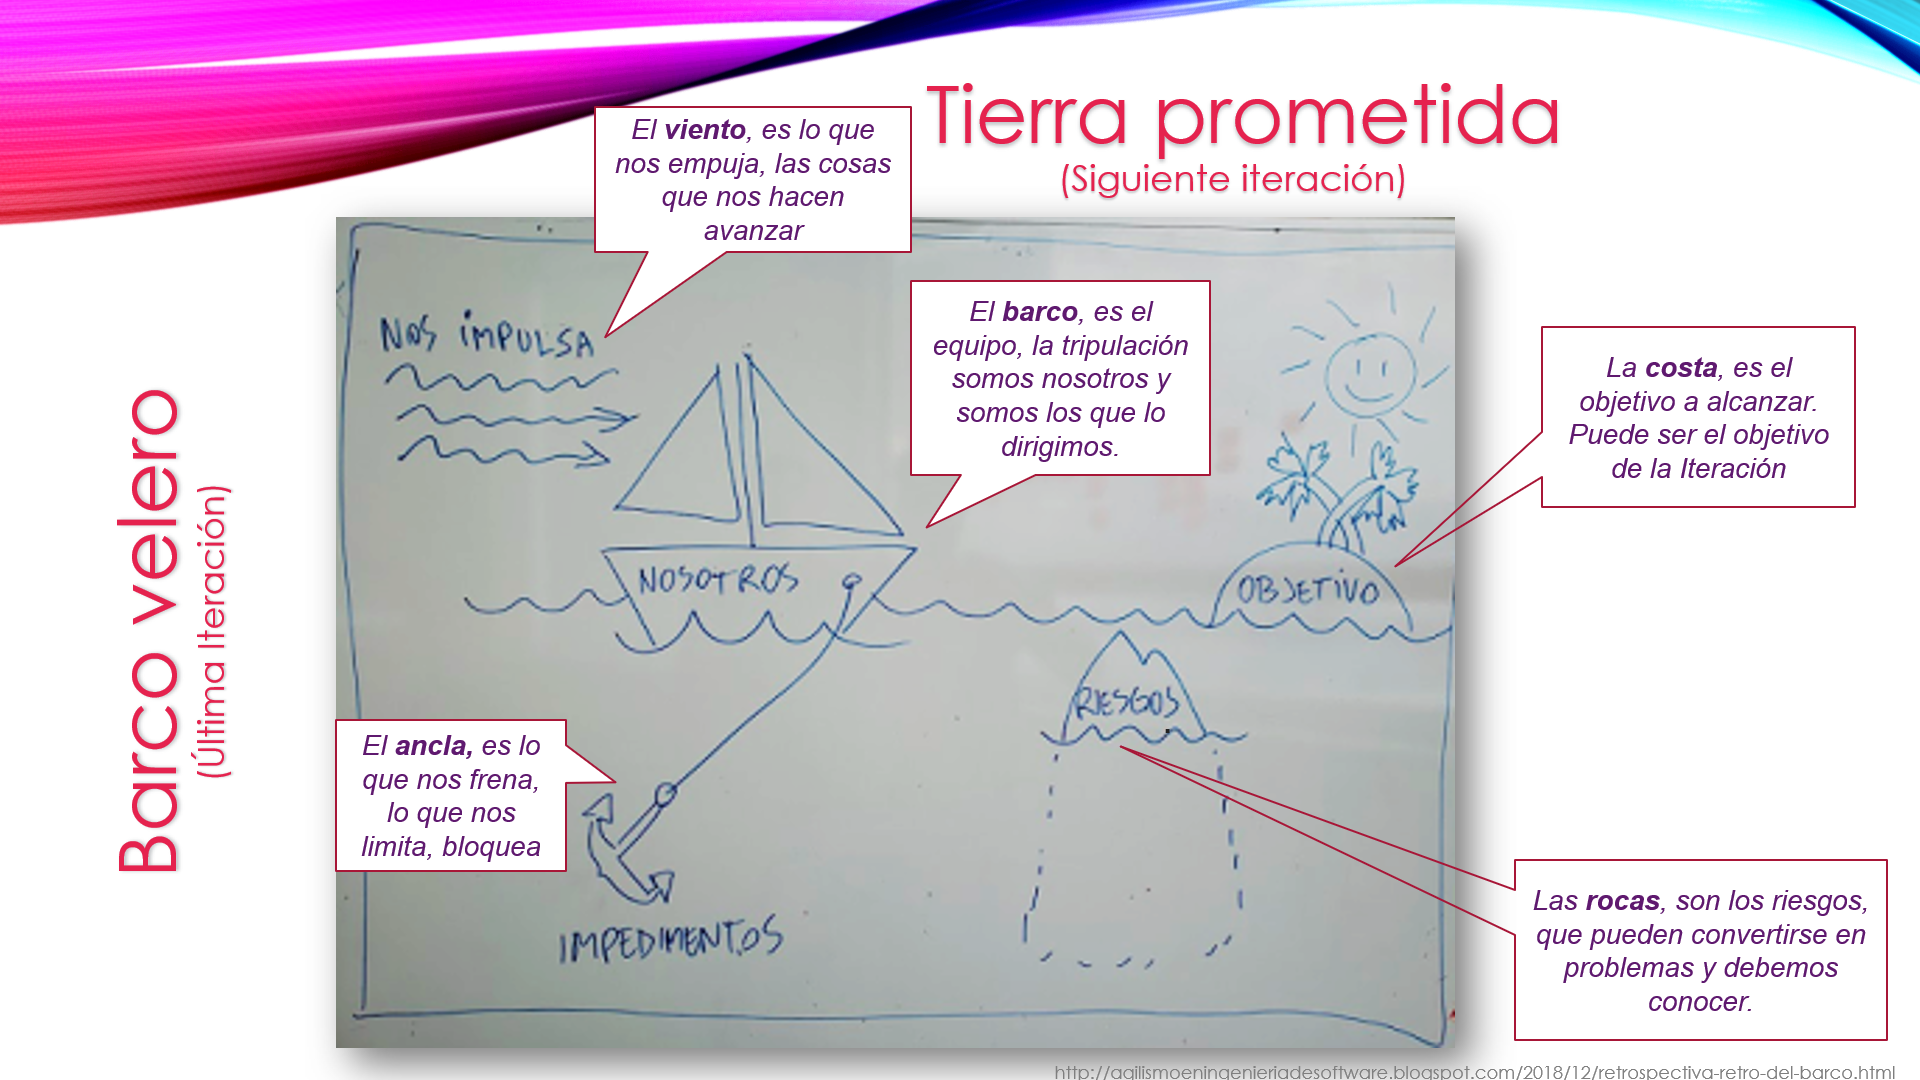 Tierra prometida
(Siguiente iteración)
Barco velero
(Última Iteración)
El viento, es lo que
nos empuja, las cosas
que nos hacen
avanzar
El barco, es el
equipo, la tripulación
somos nosotros y
somos los que lo
dirigimos.
La costa, es el
objetivo a alcanzar.
Puede ser el objetivo
de la Iteración
NOS IMPULSA
NOSOTROS
OBJETIVO
RIESGOS
El ancla, es lo
que nos frena,
lo que nos
limita, bloquea
IMPEDIMENTOS
Las rocas, son los riesgos,
que pueden convertirse en
problemas y debemos
conocer.
http://agilismoeningenieriadesoftware.blogspot.com/2018/12/retrospectiva-retro-del-barco.html